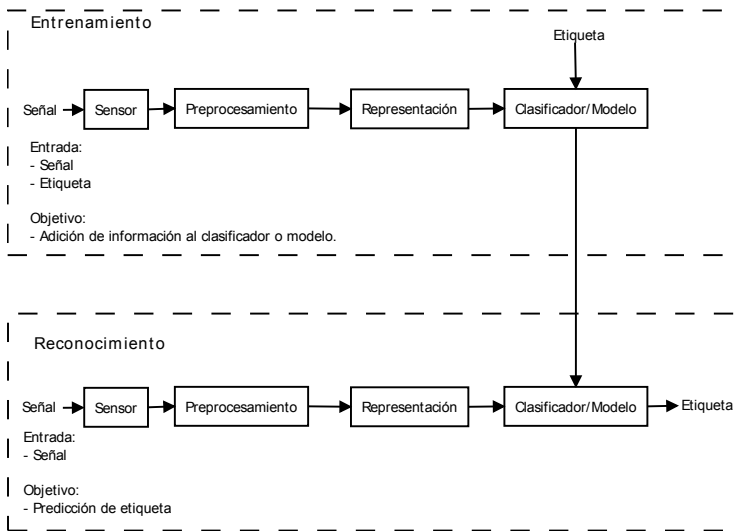 Entrenamiento
Etiqueta
Señal Sensor Preprocesamiento Representación Clasificador/Modelo
Entrada:
- Señal
- Etiqueta
Objetivo:
- Adición de información al clasificador o modelo.
Reconocimiento
Señal Sensor Preprocesamiento Representación Clasificador/Modelo Etiqueta
Entrada:
- Señal
Objetivo:
- Predicción de etiqueta